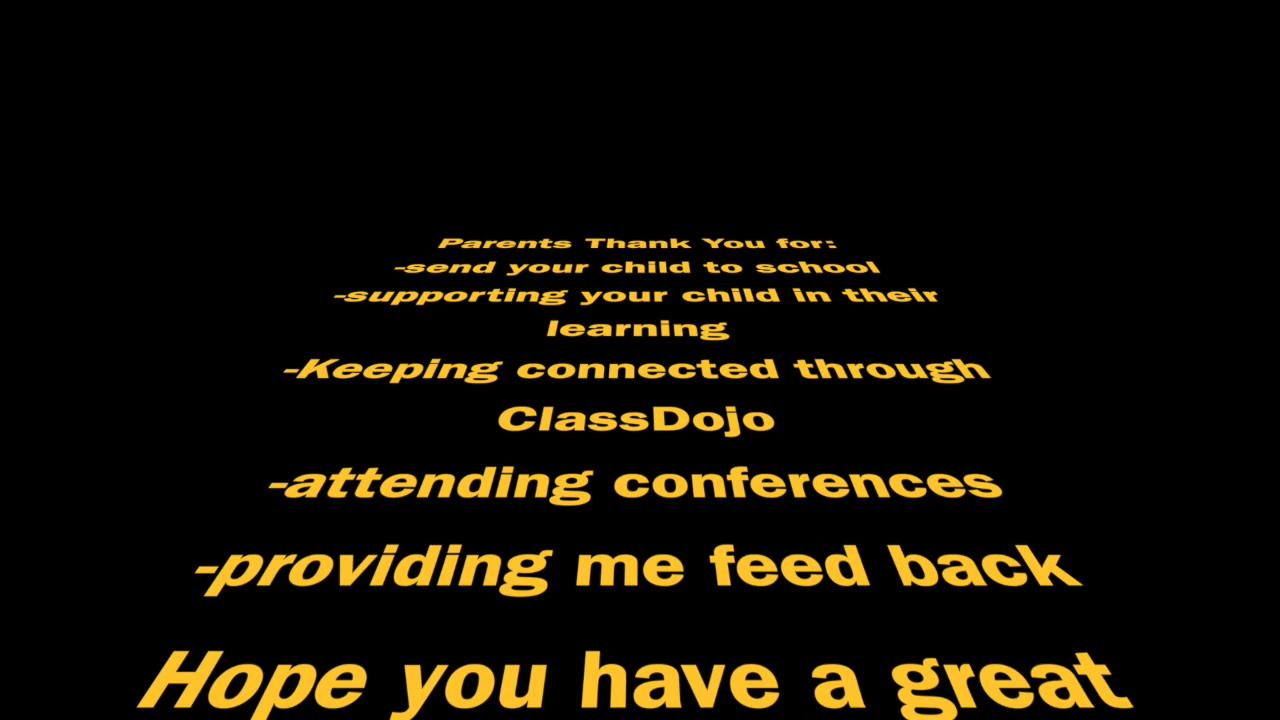 Parents Thank You for:
-send your child to school
-supporting your child in their
learning
-Keeping connected through
ClassDojo
-attending conferences
-providing me feed back
Hope you have a great